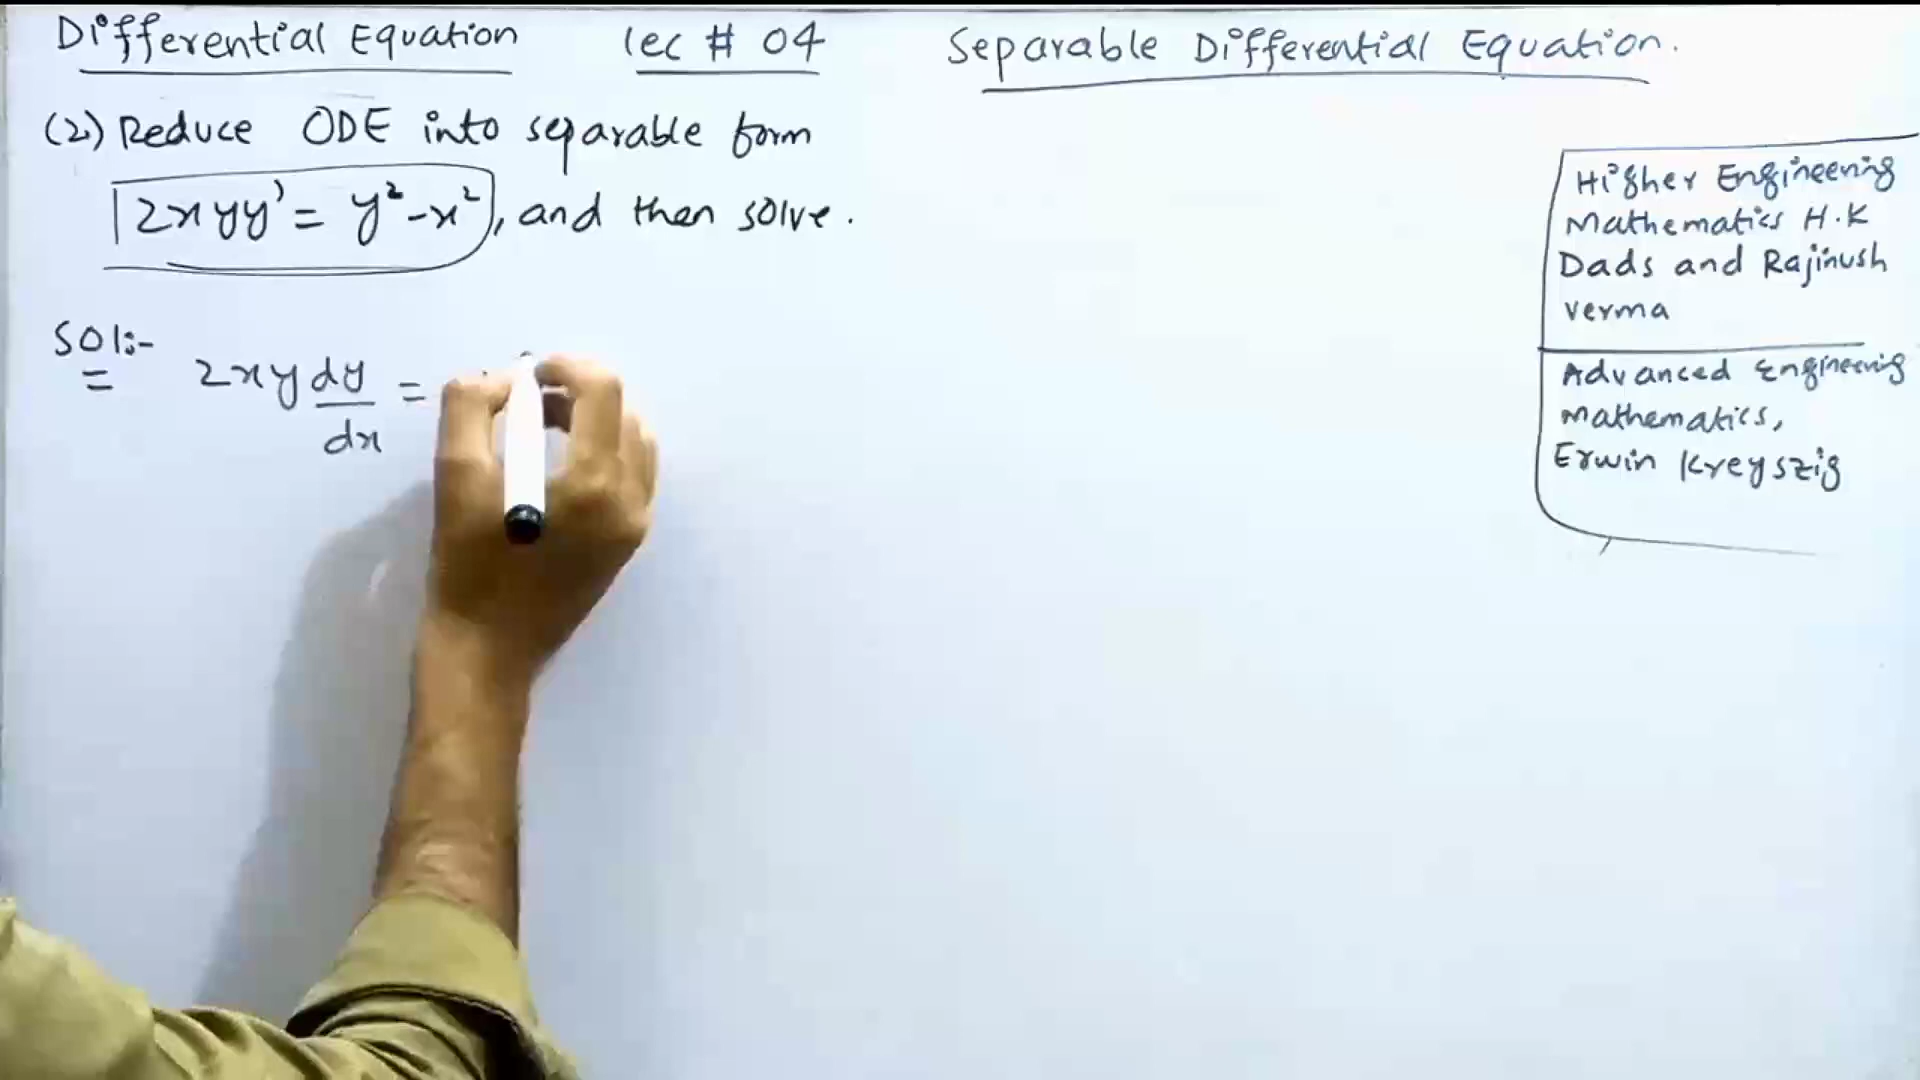 Differential Equation lec # 04 Separable Differential Equation.
(2) Reduce ODE into separable form
2xyy' = y²-x², and then solve.
Sol:- 2xy dy/dx =
Higher Engineering
Mathematics H.K
Dads and Rajinush
verma
Advanced Engineering
Mathematics,
Erwin Kreyszig